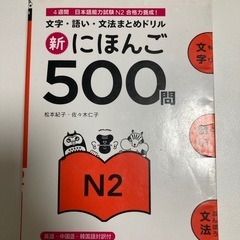 4週間 日本語能力試験N2合格力養成!
文字・語い・文法まとめドリル
新にほんご
500問
松本紀子・佐々木仁子
N2
文字
文法
英語・中国語・韓国語対訳付